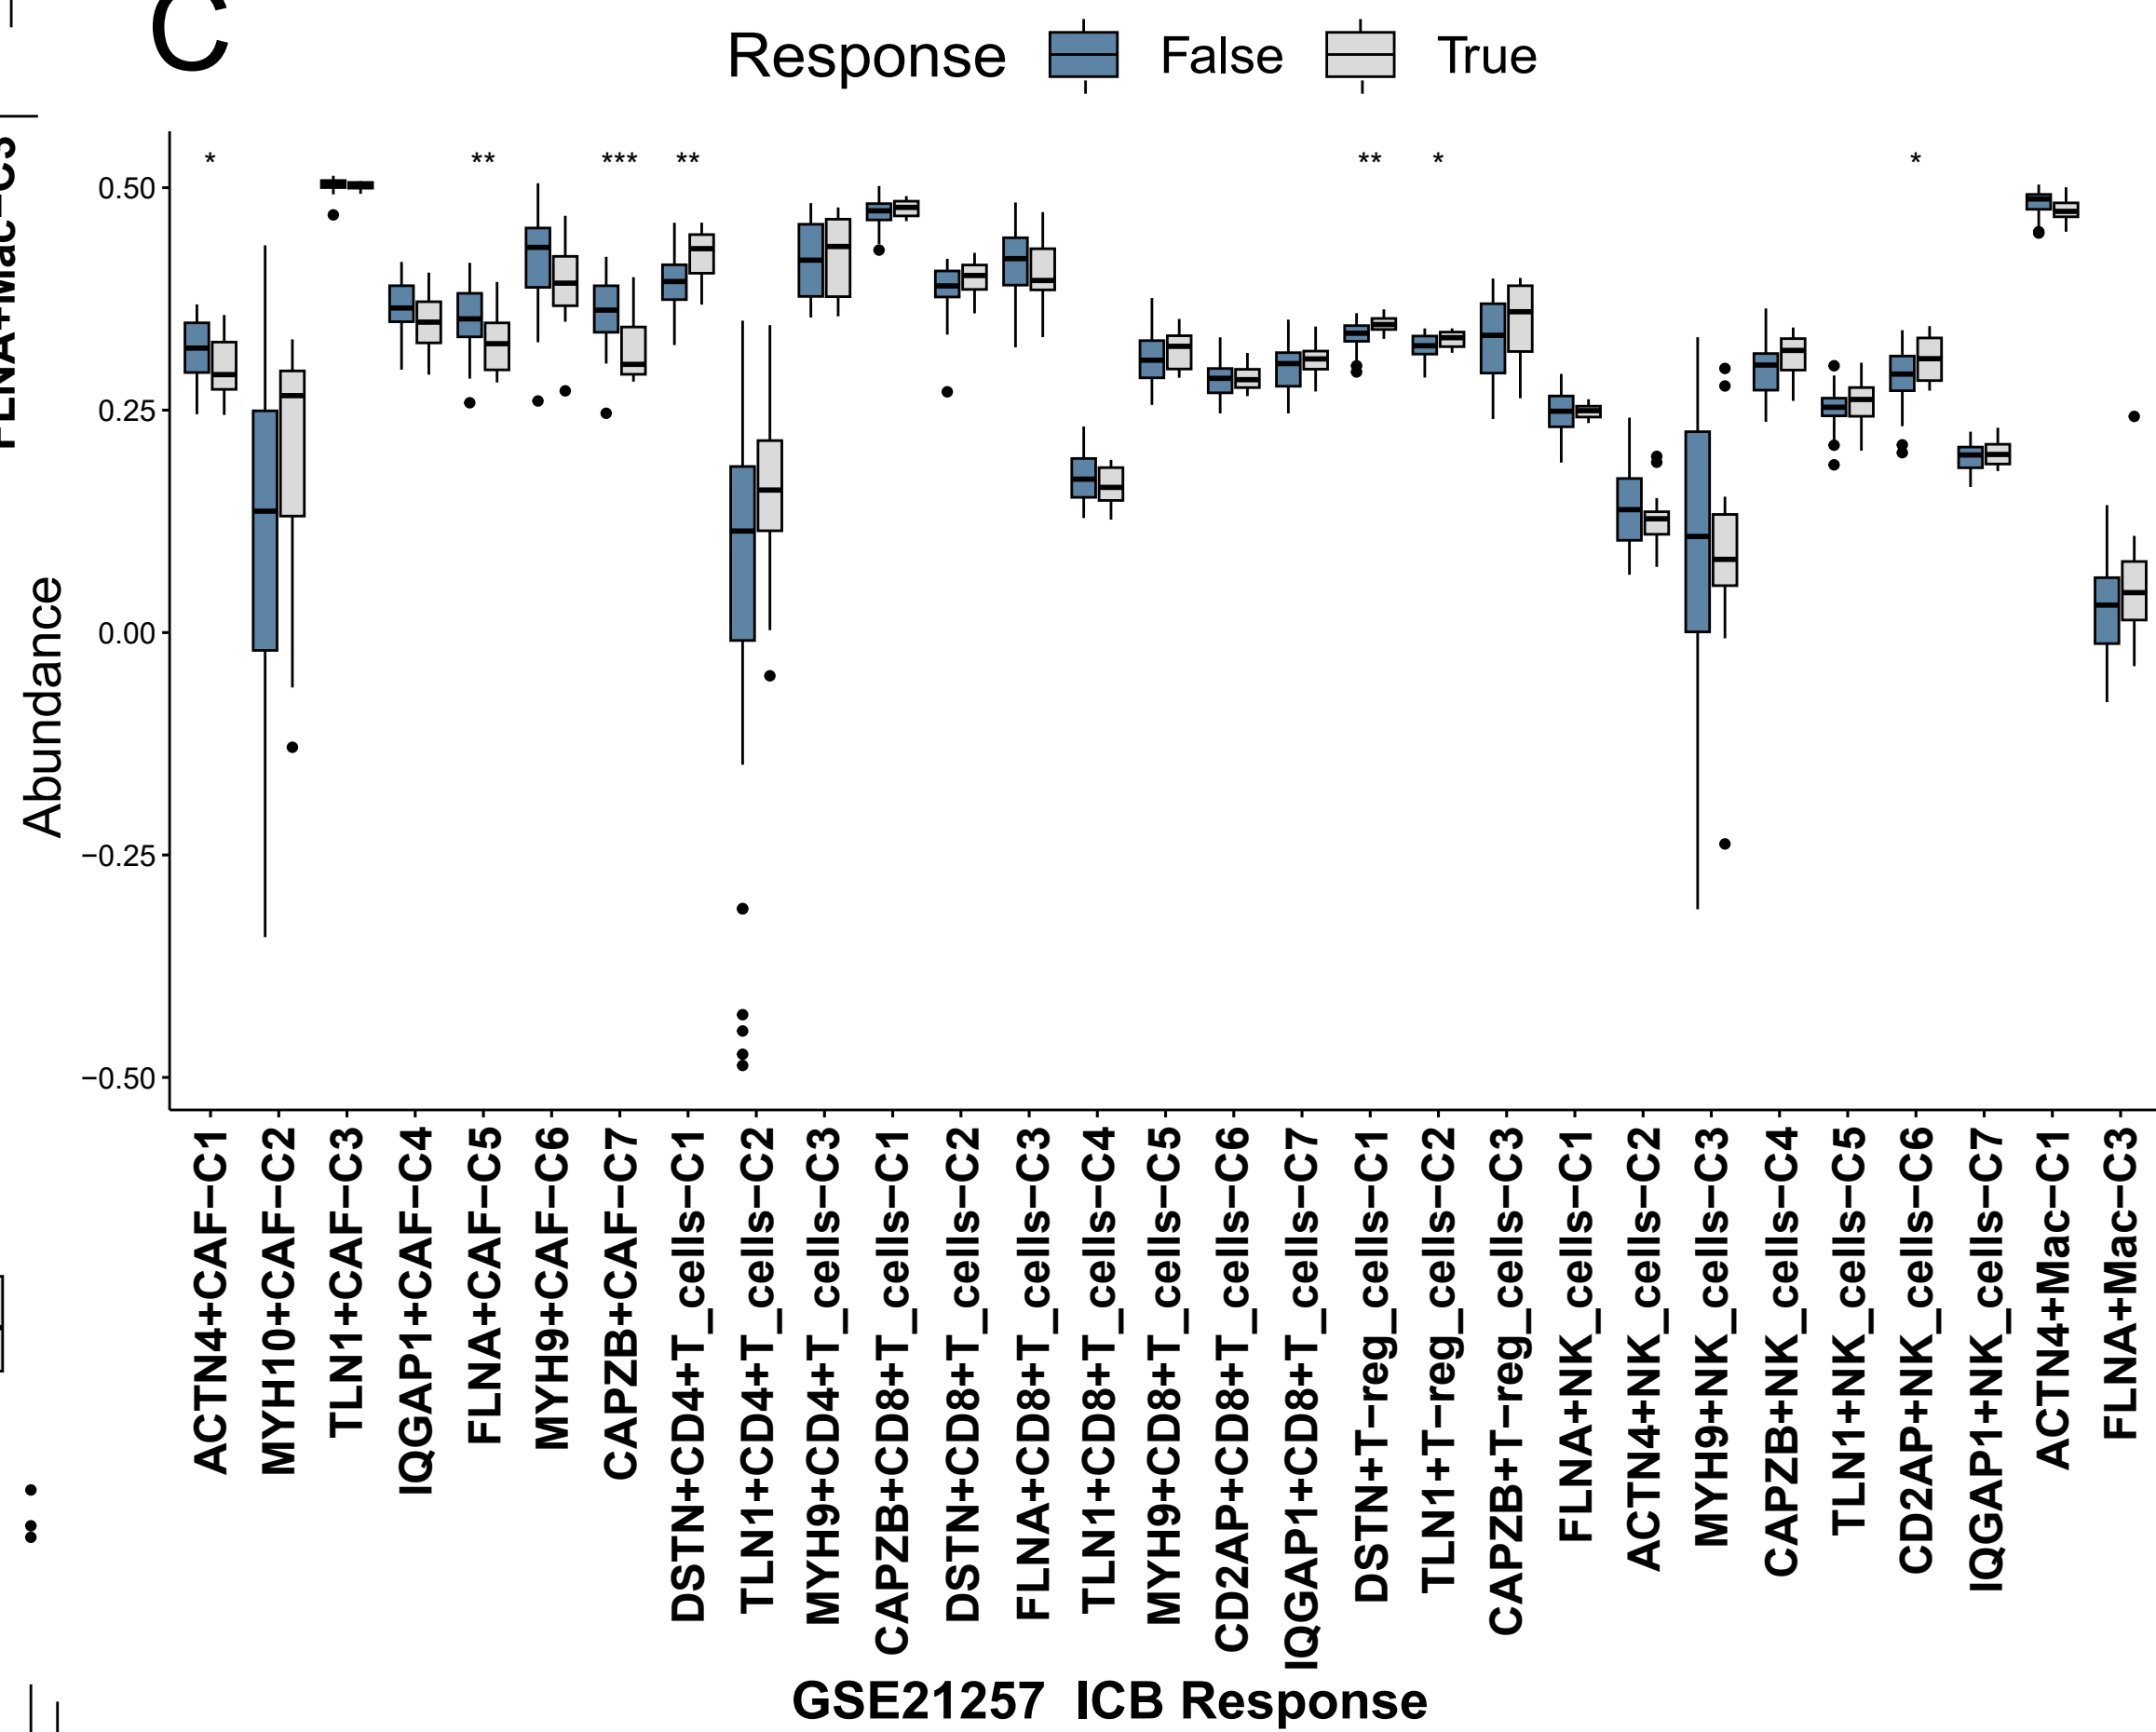 C
Response False True
FLNA+Mac−C3
* ** *** ** ** * *
0.50
0.25
0.00
−0.25
−0.50
Abundance
ACTN4+CAF−C1
MYH10+CAF−C2
TLN1+CAF−C3
IQGAP1+CAF−C4
FLNA+CAF−C5
MYH9+CAF−C6
CAPZB+CAF−C7
DSTN+CD4+T_cells−C1
TLN1+CD4+T_cells−C2
MYH9+CD4+T_cells−C3
CAPZB+CD8+T_cells−C1
DSTN+CD8+T_cells−C2
FLNA+CD8+T_cells−C3
TLN1+CD8+T_cells−C4
MYH9+CD8+T_cells−C5
CD2AP+CD8+T_cells−C6
IQGAP1+CD8+T_cells−C7
DSTN+T−reg_cells−C1
TLN1+T−reg_cells−C2
CAPZB+T−reg_cells−C3
FLNA+NK_cells−C1
ACTN4+NK_cells−C2
MYH9+NK_cells−C3
CAPZB+NK_cells−C4
TLN1+NK_cells−C5
CD2AP+NK_cells−C6
IQGAP1+NK_cells−C7
ACTN4+Mac−C1
FLNA+Mac−C3
GSE21257 ICB Response